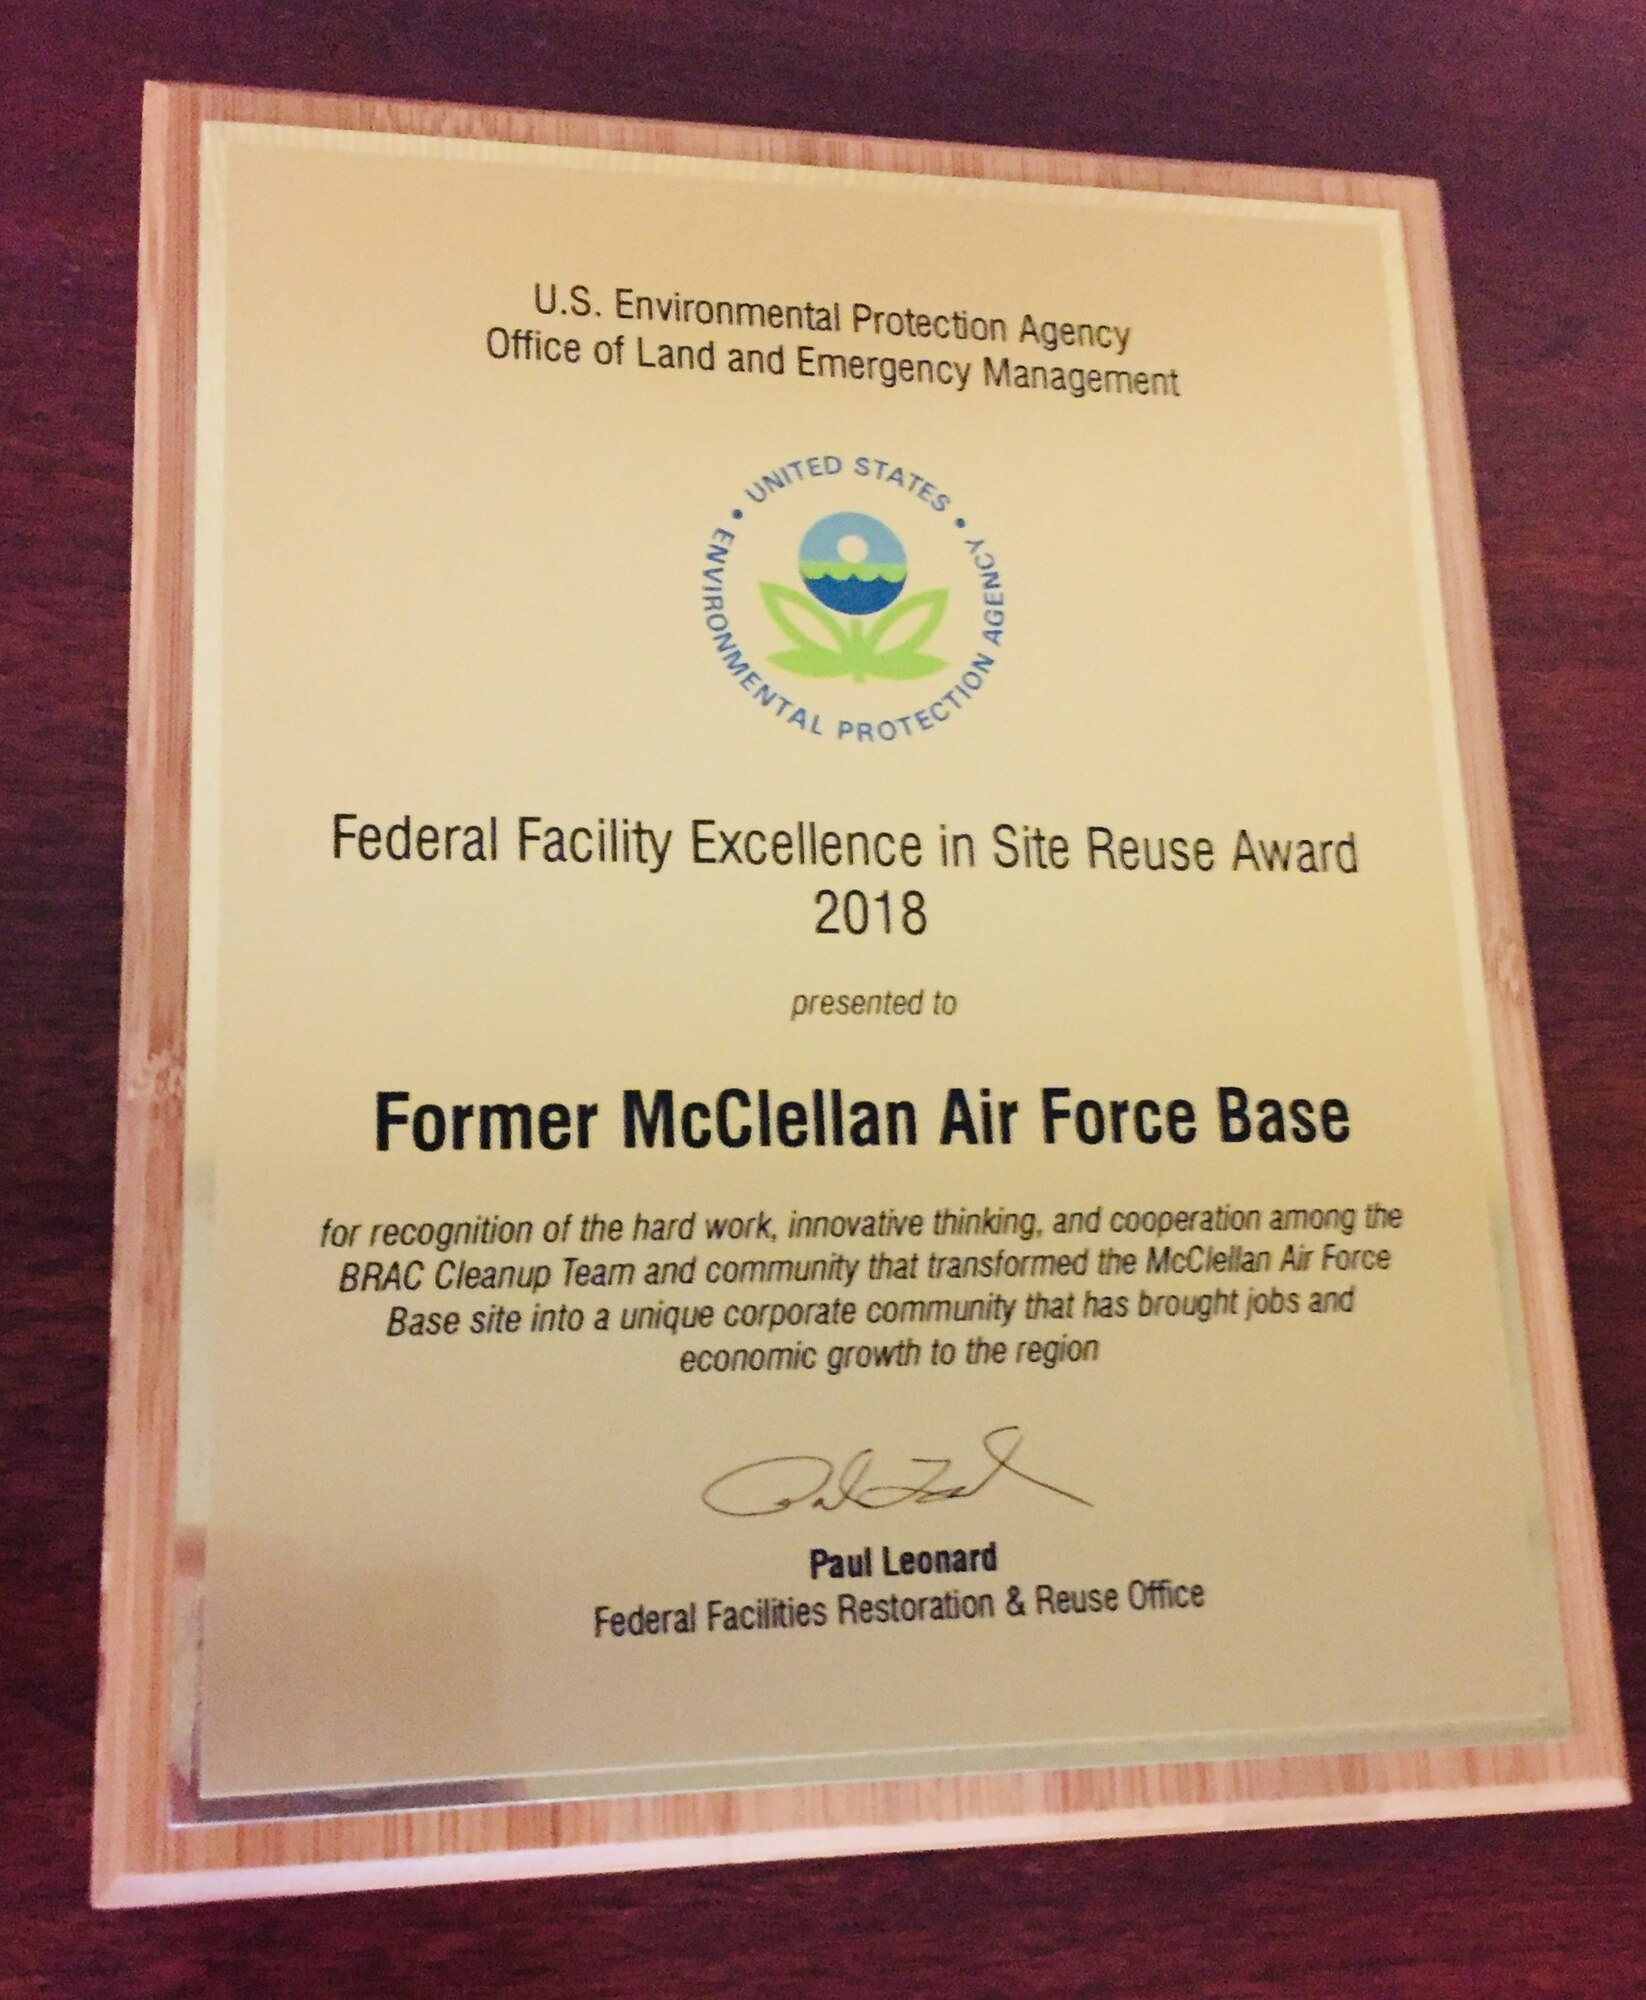 U.S. Environmental Protection Agency
Office of Land and Emergency Management
• UNITED STATES •
ENVIRONMENTAL PROTECTION AGENCY
Federal Facility Excellence in Site Reuse Award
2018
presented to
Former McClellan Air Force Base
for recognition of the hard work, innovative thinking, and cooperation among the
BRAC Cleanup Team and community that transformed the McClellan Air Force
Base site into a unique corporate community that has brought jobs and
economic growth to the region
Paul Leonard
Federal Facilities Restoration & Reuse Office